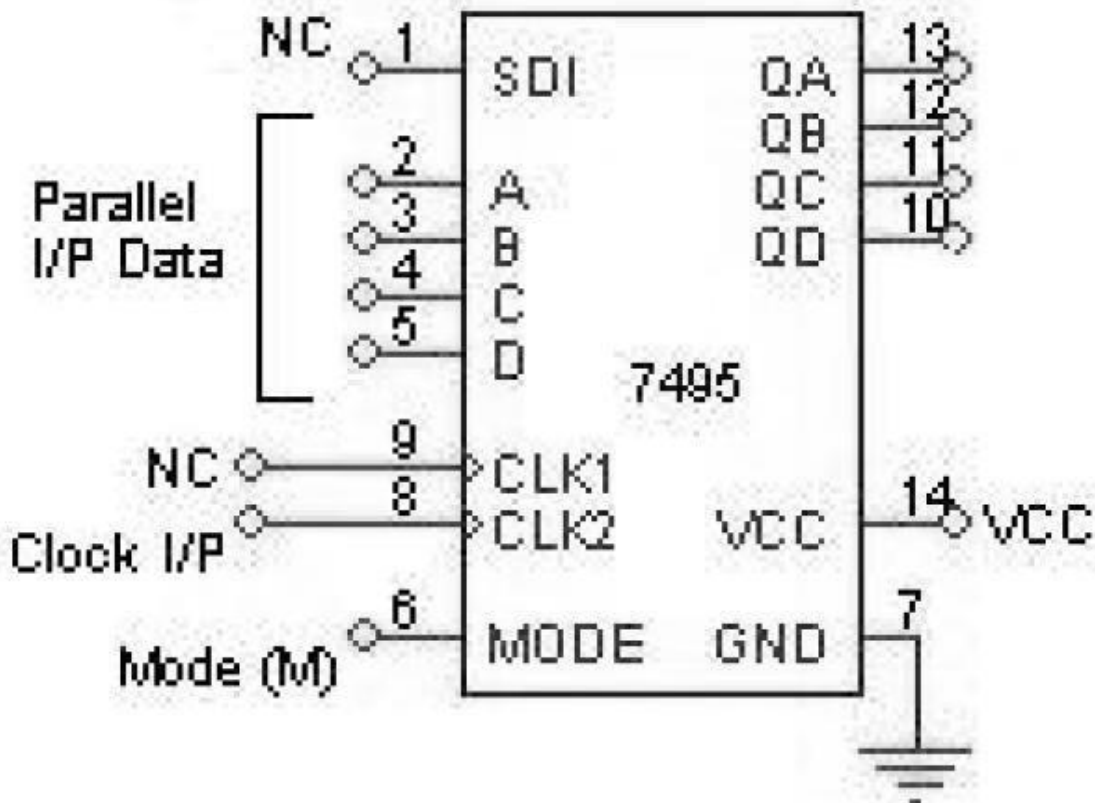 NC
1
SDI
QA
13
QB
12
Parallel
I/P Data
2
A
QC
11
3
B
QD
10
4
C
5
D
7495
NC
9
CLK1
Clock I/P
8
CLK2
VCC
14
VCC
Mode (M)
6
MODE
GND
7